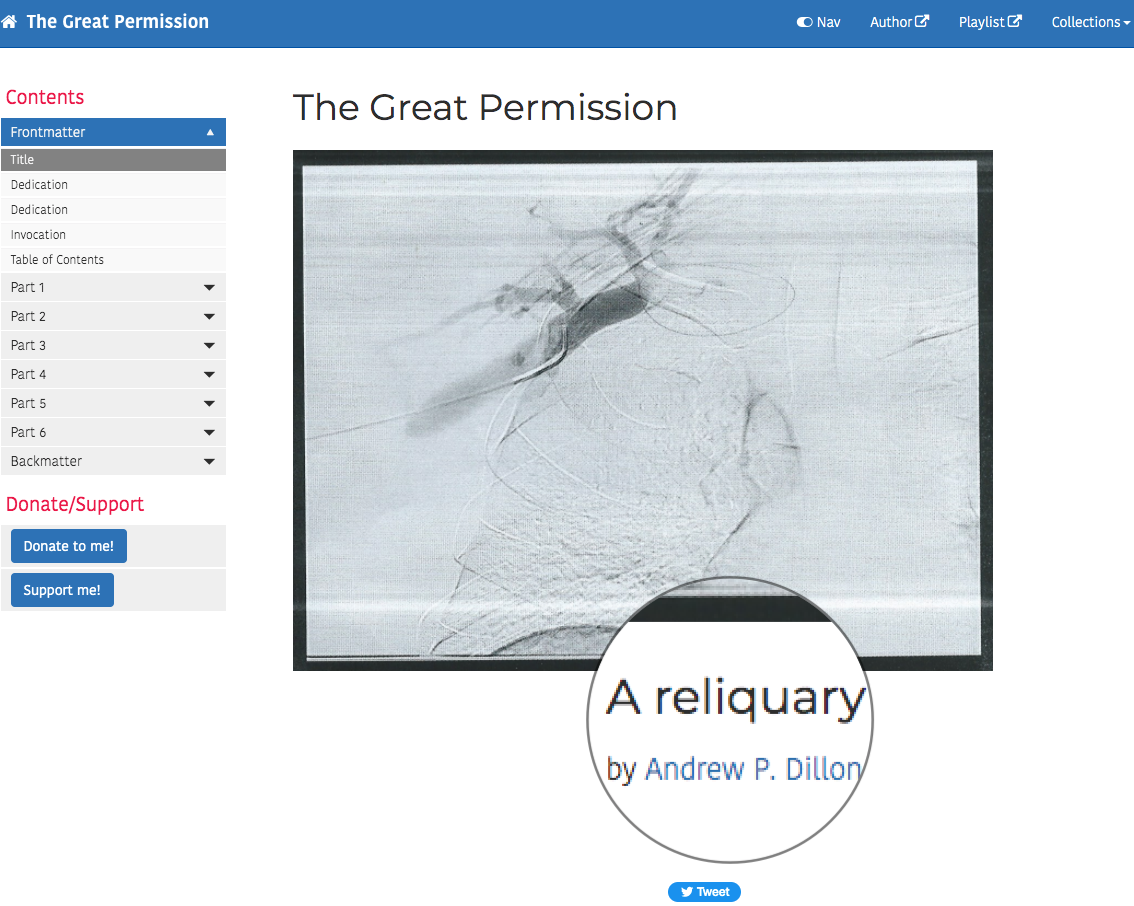 The Great Permission
Nav Author Playlist Collections
Contents
Frontmatter
Title
Dedication
Dedication
Invocation
Table of Contents
Part 1
Part 2
Part 3
Part 4
Part 5
Part 6
Backmatter
Donate/Support
Donate to me!
Support me!
The Great Permission
A reliquary
by Andrew P. Dillon
Tweet